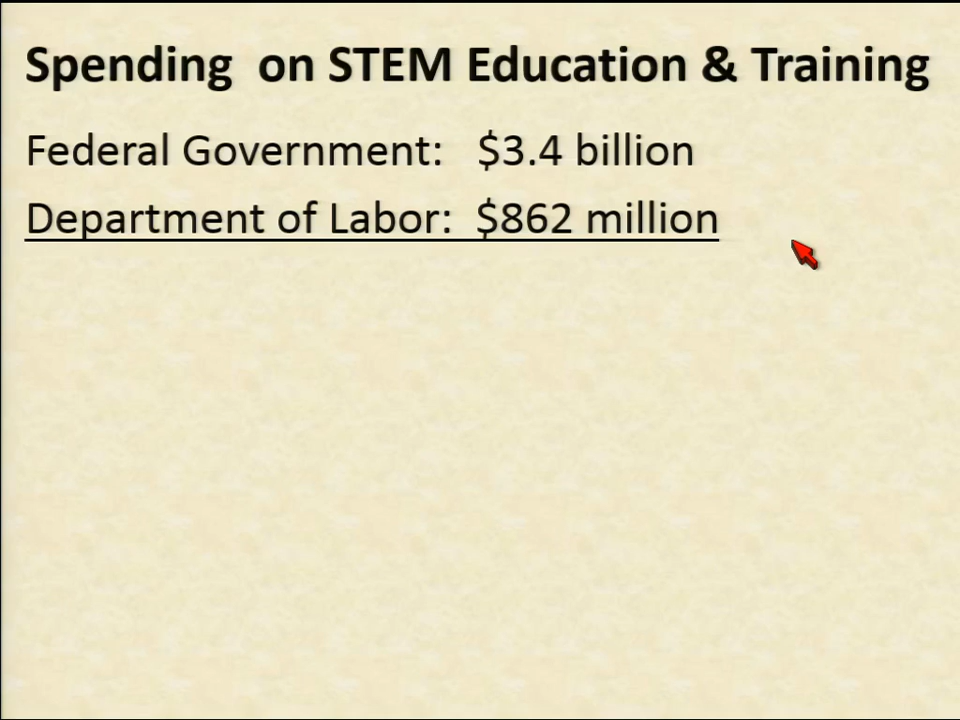 Spending on STEM Education & Training
Federal Government: $3.4 billion
Department of Labor: $862 million